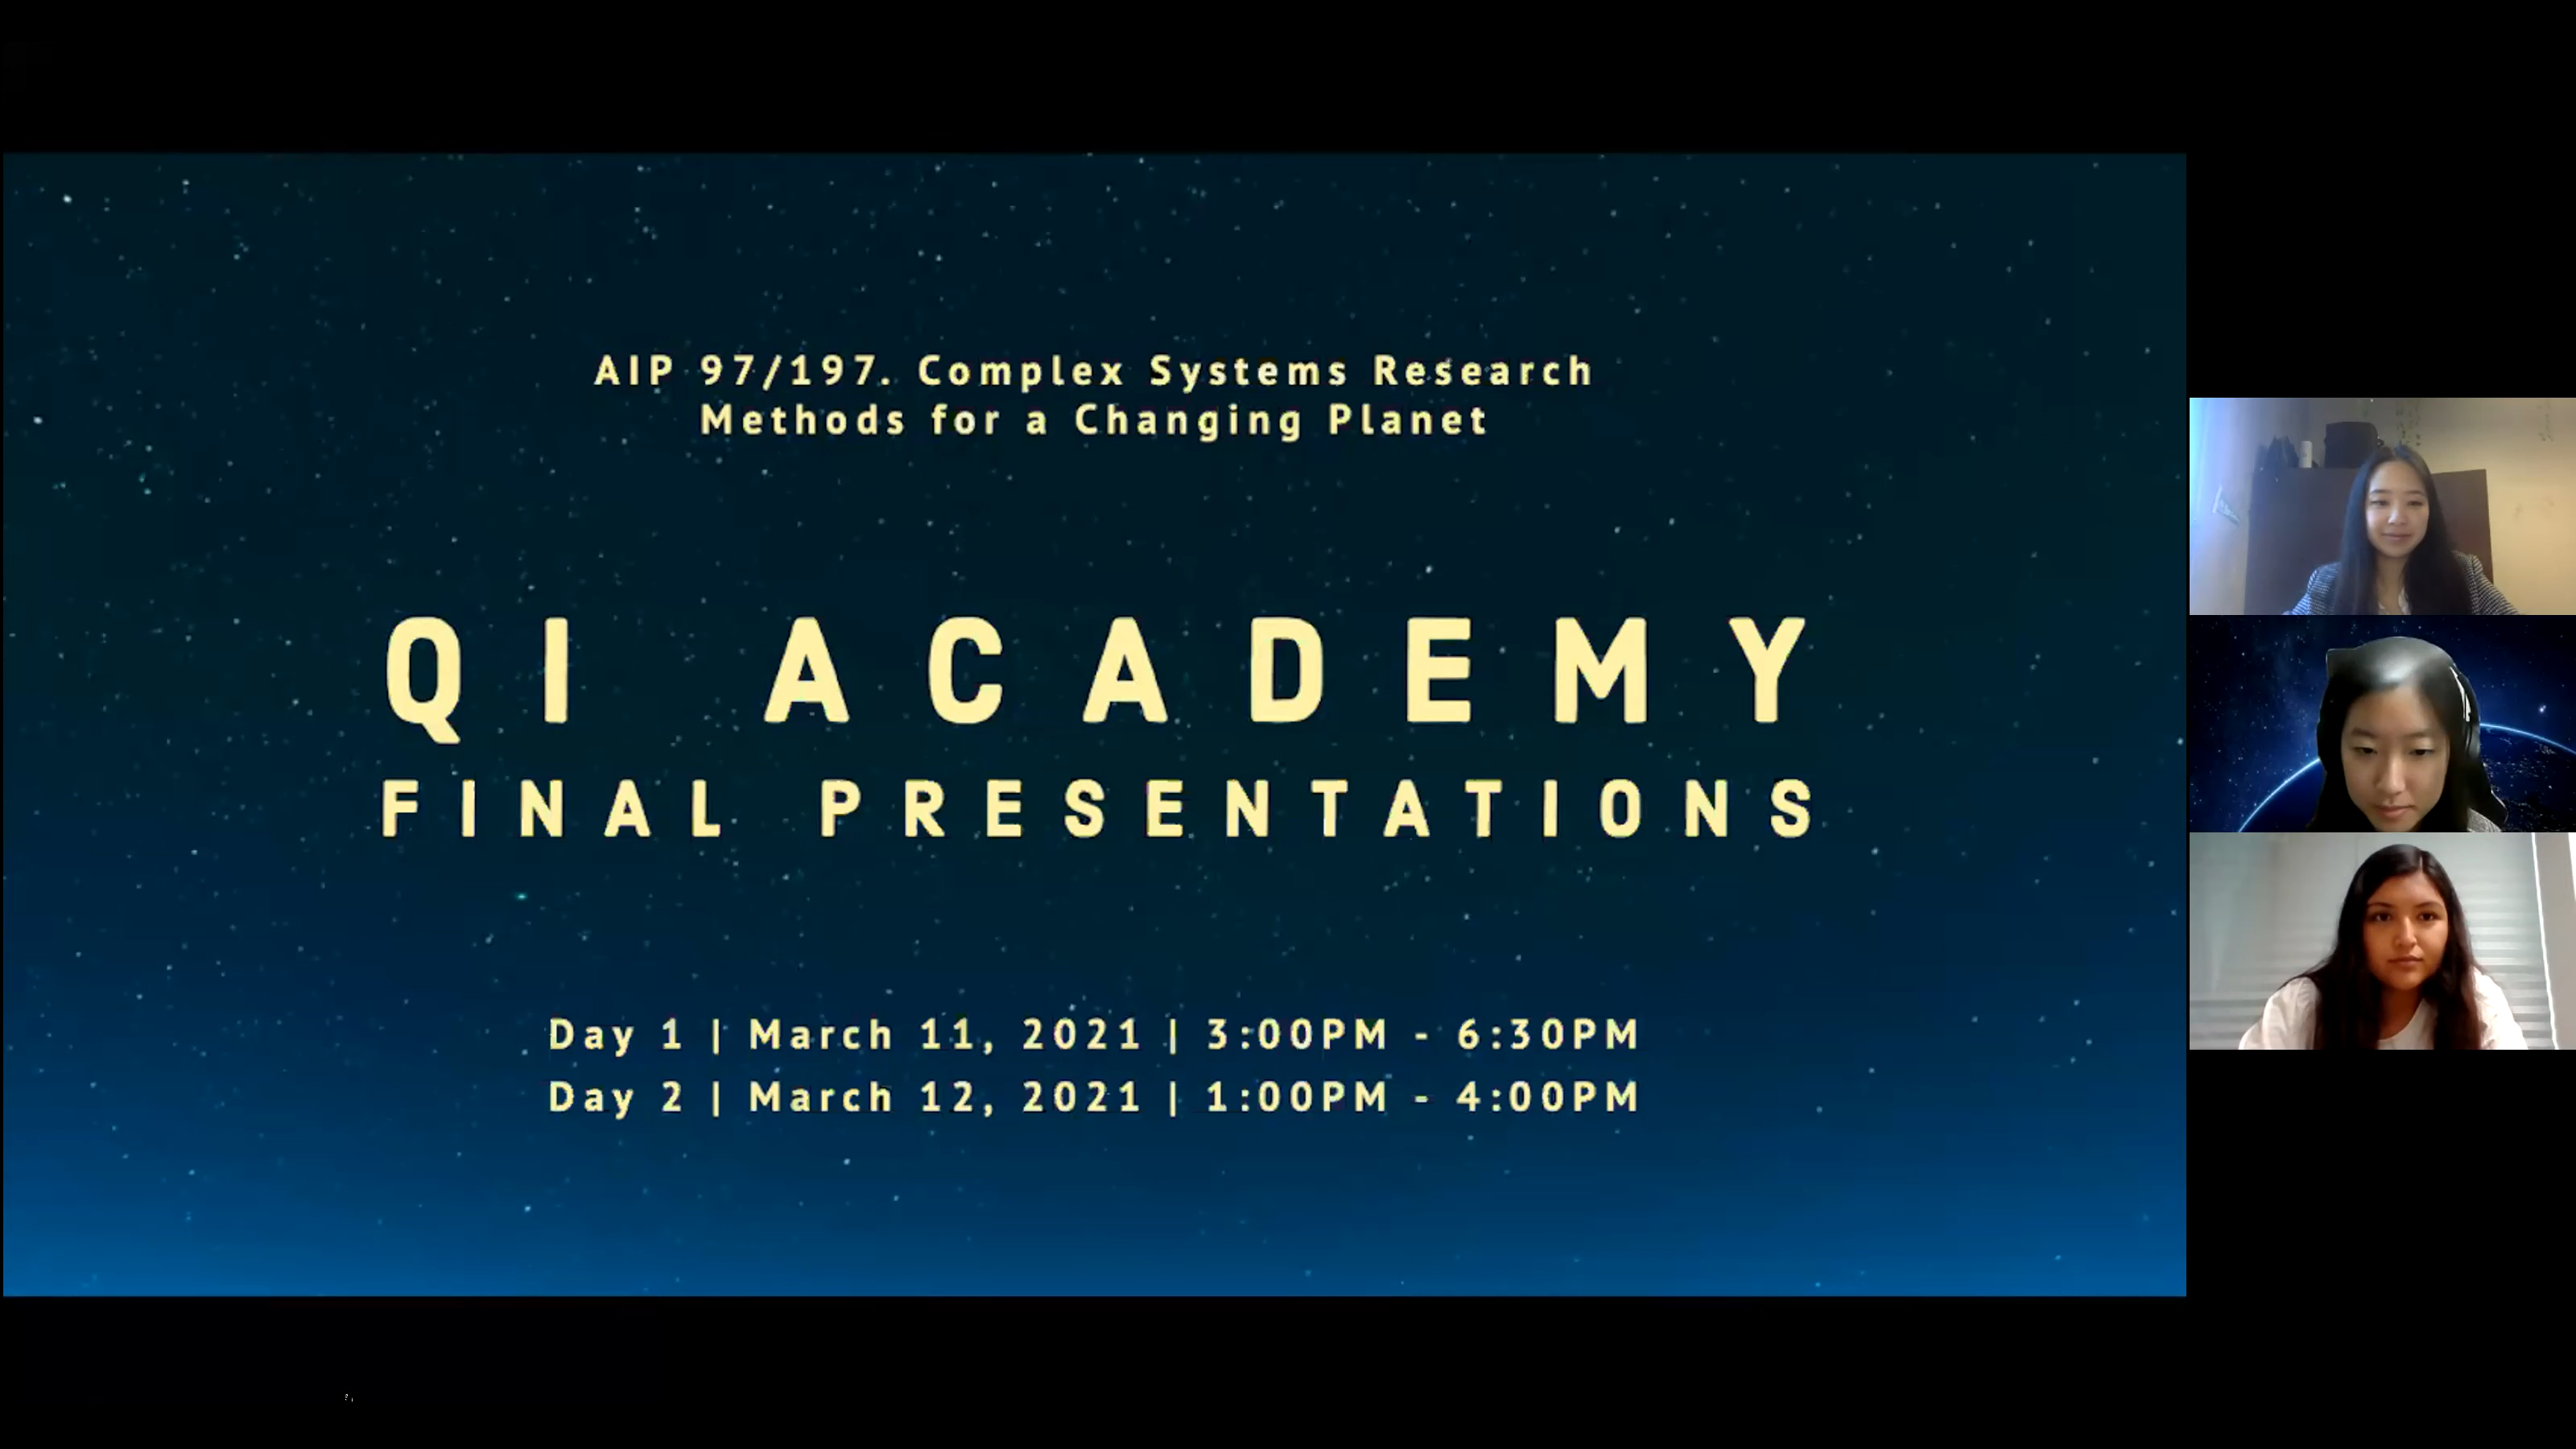 AIP 97/197. Complex Systems Research
Methods for a Changing Planet
QI ACADEMY
FINAL PRESENTATIONS
Day 1 | March 11, 2021 | 3:00PM - 6:30PM
Day 2 | March 12, 2021 | 1:00PM - 4:00PM